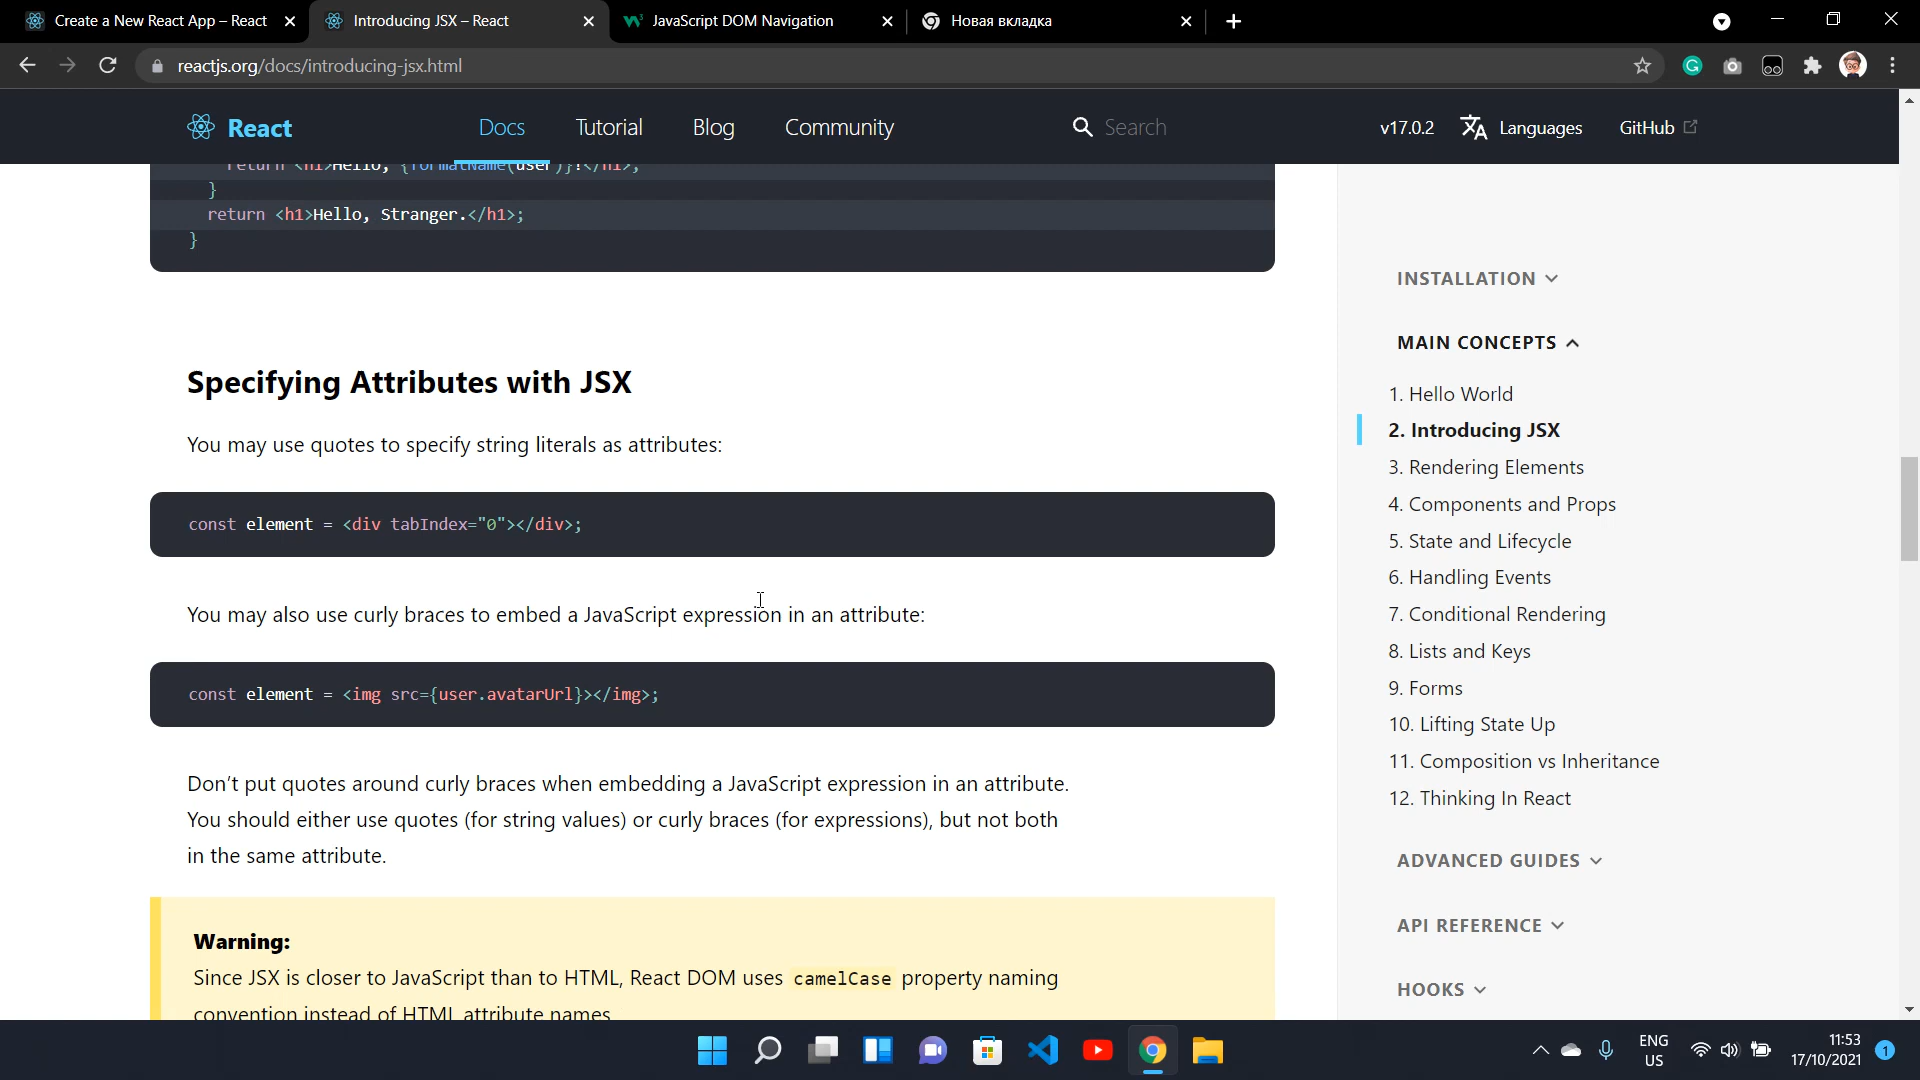 Create a New React App – React
Introducing JSX – React
JavaScript DOM Navigation
Новая вкладка
reactjs.org/docs/introducing-jsx.html
React
Docs
Tutorial
Blog
Community
Search
v17.0.2
Languages
GitHub
return <h1>Hello, {formatName(user)}!</h1>;
}
return <h1>Hello, Stranger.</h1>;
}
Specifying Attributes with JSX
You may use quotes to specify string literals as attributes:
const element = <div tabIndex="0"></div>;
You may also use curly braces to embed a JavaScript expression in an attribute:
const element = <img src={user.avatarUrl}></img>;
Don’t put quotes around curly braces when embedding a JavaScript expression in an attribute.
You should either use quotes (for string values) or curly braces (for expressions), but not both
in the same attribute.
Warning:
Since JSX is closer to JavaScript than to HTML, React DOM uses camelCase property naming
convention instead of HTML attribute names
INSTALLATION
MAIN CONCEPTS
1. Hello World
2. Introducing JSX
3. Rendering Elements
4. Components and Props
5. State and Lifecycle
6. Handling Events
7. Conditional Rendering
8. Lists and Keys
9. Forms
10. Lifting State Up
11. Composition vs Inheritance
12. Thinking In React
ADVANCED GUIDES
API REFERENCE
HOOKS
ENG
US
11:53
17/10/2021
1